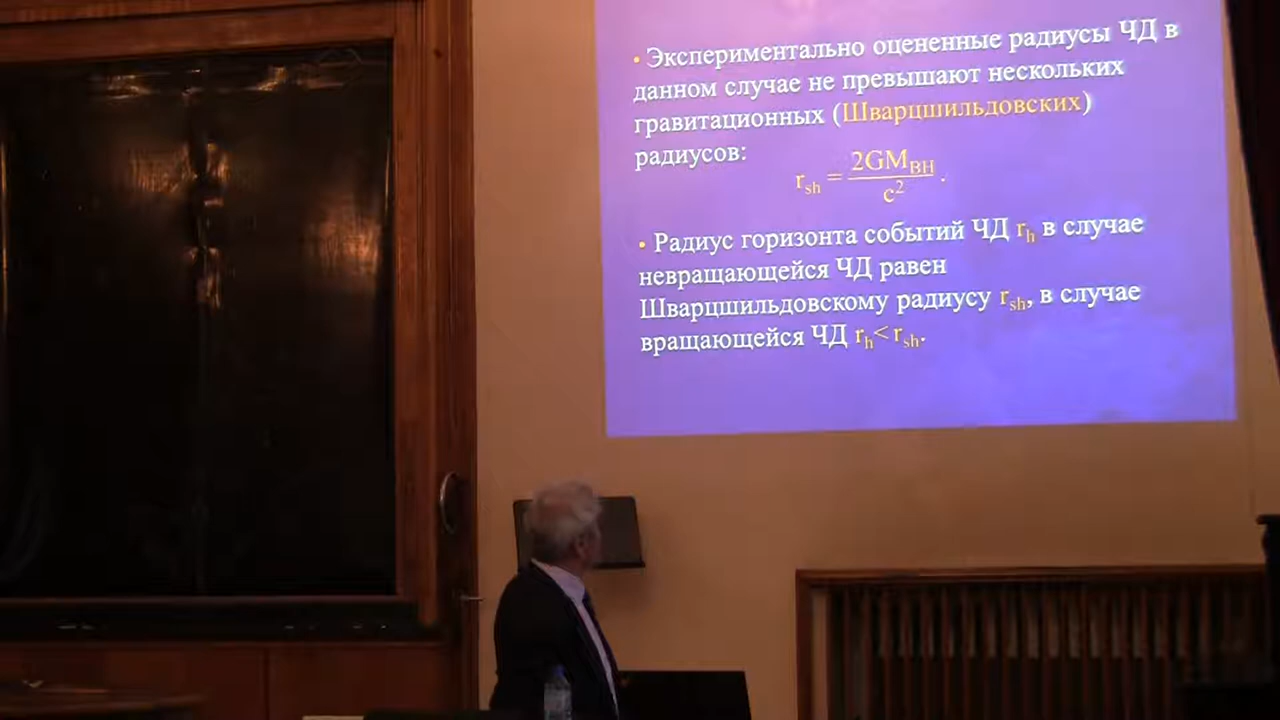 • Экспериментально оцененные радиусы ЧД в
данном случае не превышают нескольких
гравитационных (Шварцшильдовских)
радиусов:
r_sh = 2GM_BH / c² .
• Радиус горизонта событий ЧД r_h в случае
невращающейся ЧД равен
Шварцшильдовскому радиусу r_sh, в случае
вращающейся ЧД r_h < r_sh.